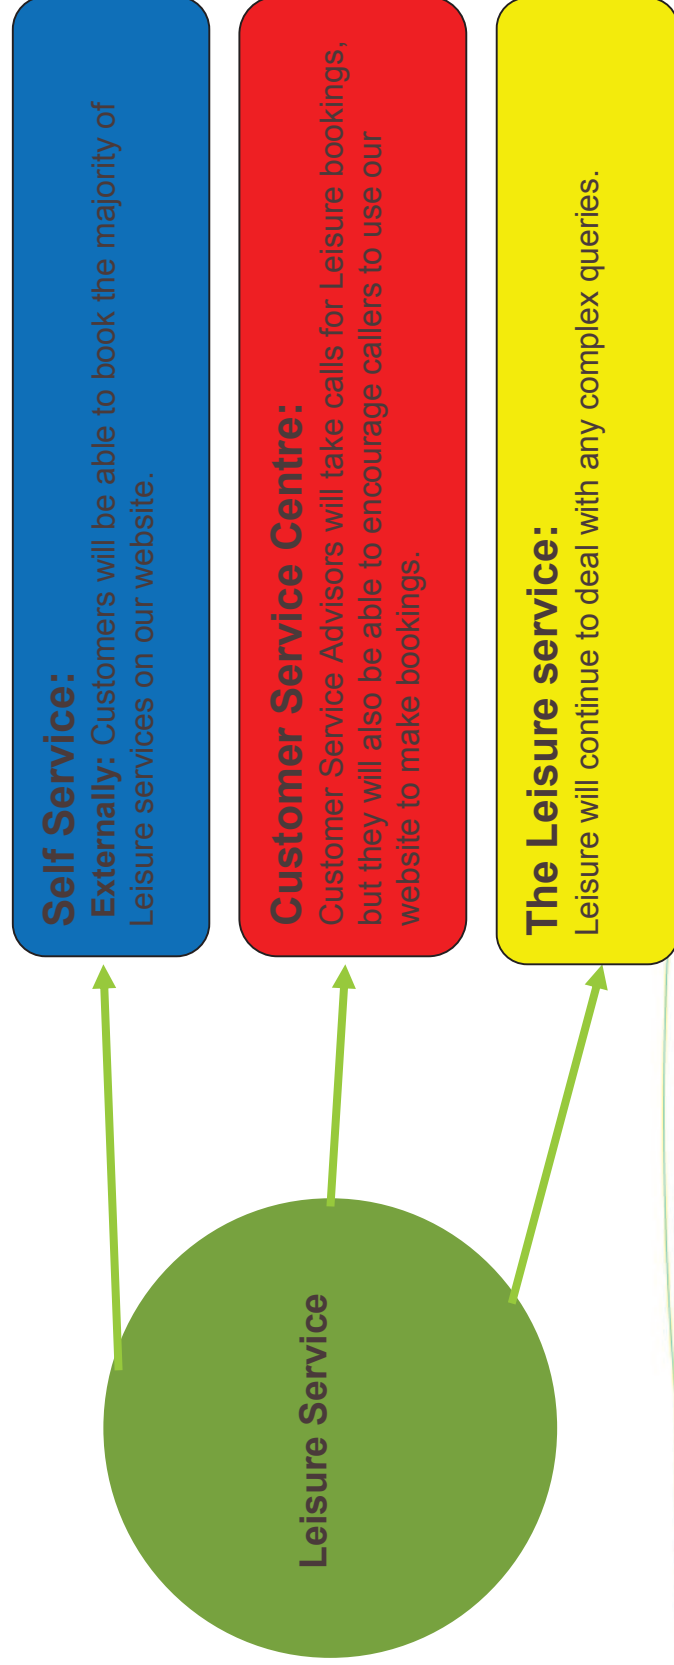 Leisure Service
Self Service:
Externally: Customers will be able to book the majority of
Leisure services on our website.
Customer Service Centre:
Customer Service Advisors will take calls for Leisure bookings,
but they will also be able to encourage callers to use our
website to make bookings.
The Leisure service:
Leisure will continue to deal with any complex queries.